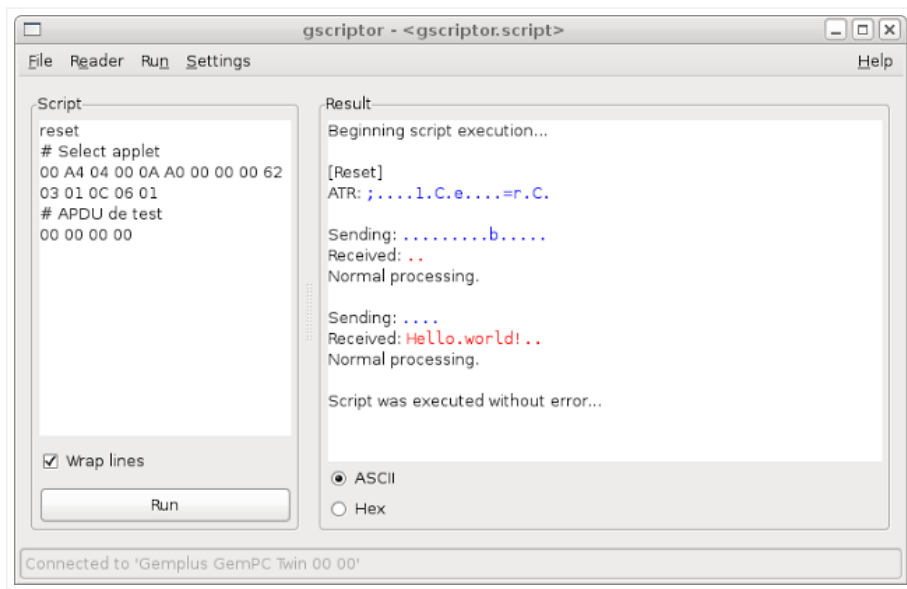 gscriptor - <gscriptor.script>
File Reader Run Settings Help
Script
reset
# Select applet
00 A4 04 00 0A A0 00 00 00 62
03 01 0C 06 01
# APDU de test
00 00 00 00
Wrap lines
Run
Result
Beginning script execution...
[Reset]
ATR: ;....l.C.e....=r.C.
Sending: .........b.....
Received: ..
Normal processing.
Sending: ....
Received: Hello.world!..
Normal processing.
Script was executed without error...
ASCII
Hex
Connected to 'Gemplus GemPC Twin 00 00'